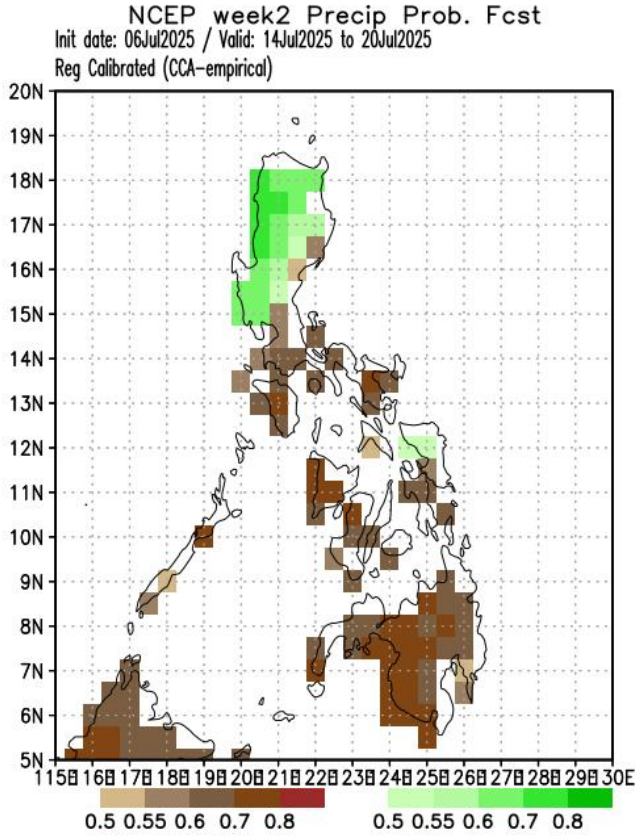 NCEP week2 Precip Prob. Fcst
Init date: 06Jul2025 / Valid: 14Jul2025 to 20Jul2025
Reg Calibrated (CCA-empirical)
20N
19N
18N
17N
16N
15N
14N
13N
12N
11N
10N
9N
8N
7N
6N
5N
115E 116E 117E 118E 119E 120E 121E 122E 123E 124E 125E 126E 127E 128E 129E 130E
0.5 0.55 0.6 0.7 0.8 0.5 0.55 0.6 0.7 0.8